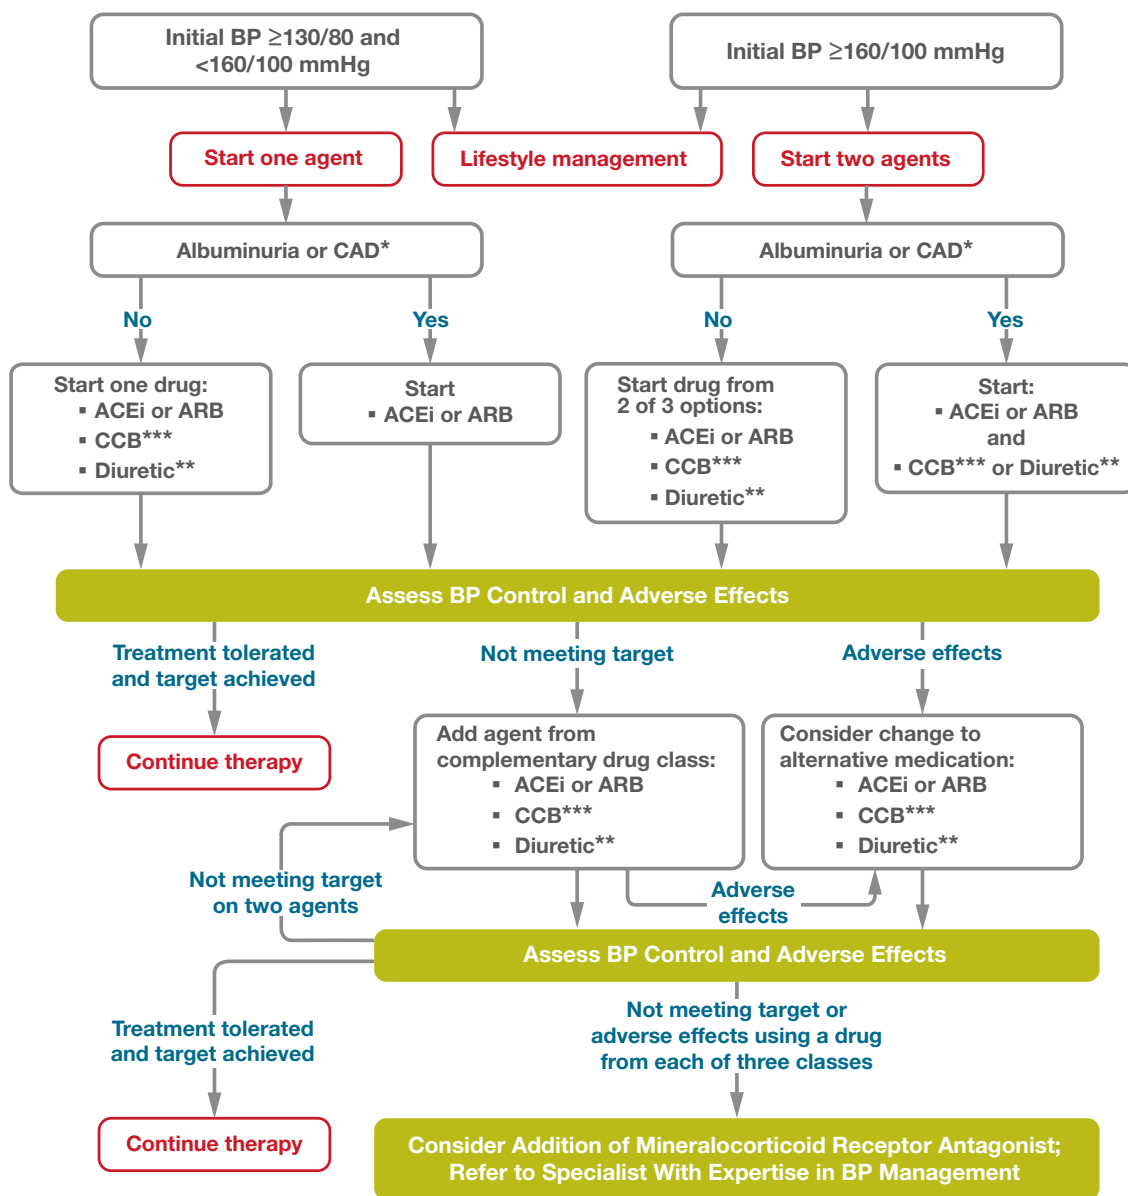 Initial BP ≥130/80 and
<160/100 mmHg
Initial BP ≥160/100 mmHg
Start one agent
Lifestyle management
Start two agents
Albuminuria or CAD*
Albuminuria or CAD*
No
Yes
No
Yes
Start one drug:
▪ ACEi or ARB
▪ CCB***
▪ Diuretic**
Start
▪ ACEi or ARB
Start drug from
2 of 3 options:
▪ ACEi or ARB
▪ CCB***
▪ Diuretic**
Start:
▪ ACEi or ARB
and
▪ CCB*** or Diuretic**
Assess BP Control and Adverse Effects
Treatment tolerated
and target achieved
Not meeting target
Adverse effects
Continue therapy
Add agent from
complementary drug class:
▪ ACEi or ARB
▪ CCB***
▪ Diuretic**
Consider change to
alternative medication:
▪ ACEi or ARB
▪ CCB***
▪ Diuretic**
Not meeting target
on two agents
Adverse
effects
Assess BP Control and Adverse Effects
Treatment tolerated
and target achieved
Not meeting target or
adverse effects using a drug
from each of three classes
Continue therapy
Consider Addition of Mineralocorticoid Receptor Antagonist;
Refer to Specialist With Expertise in BP Management